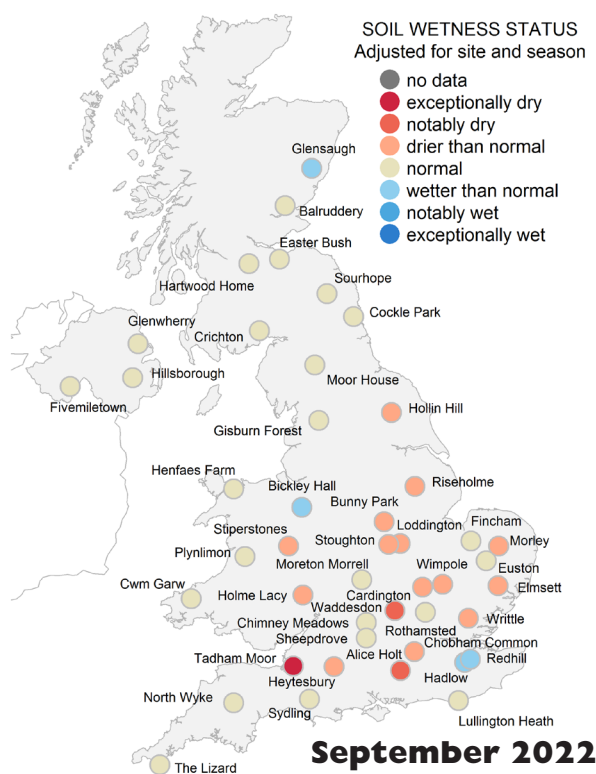 SOIL WETNESS STATUS
Adjusted for site and season
no data
exceptionally dry
notably dry
drier than normal
normal
wetter than normal
notably wet
exceptionally wet
Glensaugh
Balruddery
Easter Bush
Hartwood Home
Sourhope
Cockle Park
Glenwherry
Crichton
Hillsborough
Moor House
Fivemiletown
Hollin Hill
Gisburn Forest
Henfaes Farm
Bickley Hall
Riseholme
Bunny Park
Loddington
Fincham
Stiperstones
Stoughton
Morley
Plynlimon
Moreton Morrell
Wimpole
Euston
Cwm Garw
Holme Lacy
Cardington
Elmsett
Waddesdon
Chimney Meadows
Rothamsted
Writtle
Sheepdrove
Chobham Common
Tadham Moor
Alice Holt
Redhill
Heytesbury
Hadlow
North Wyke
Sydling
Lullington Heath
The Lizard
September 2022